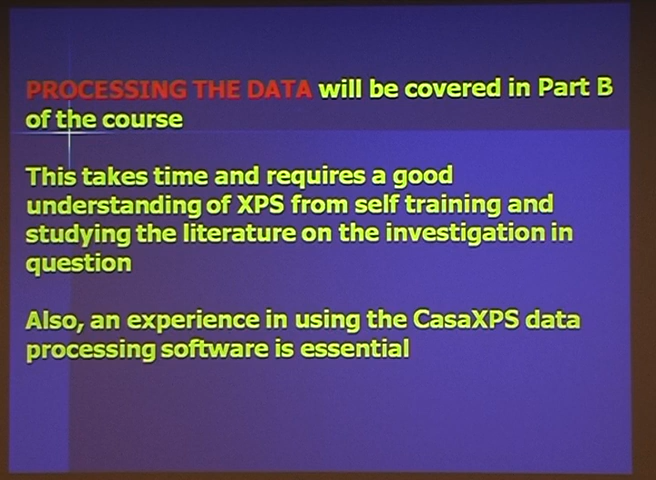 PROCESSING THE DATA will be covered in Part B
of the course
This takes time and requires a good
understanding of XPS from self training and
studying the literature on the investigation in
question
Also, an experience in using the CasaXPS data
processing software is essential